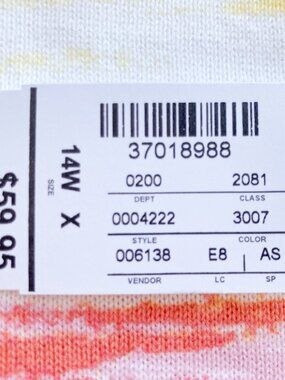 37018988
0200 2081
DEPT CLASS
0004222 3007
STYLE COLOR
006138 E8 AS
VENDOR LC SP
SIZE
14W X
$59.95